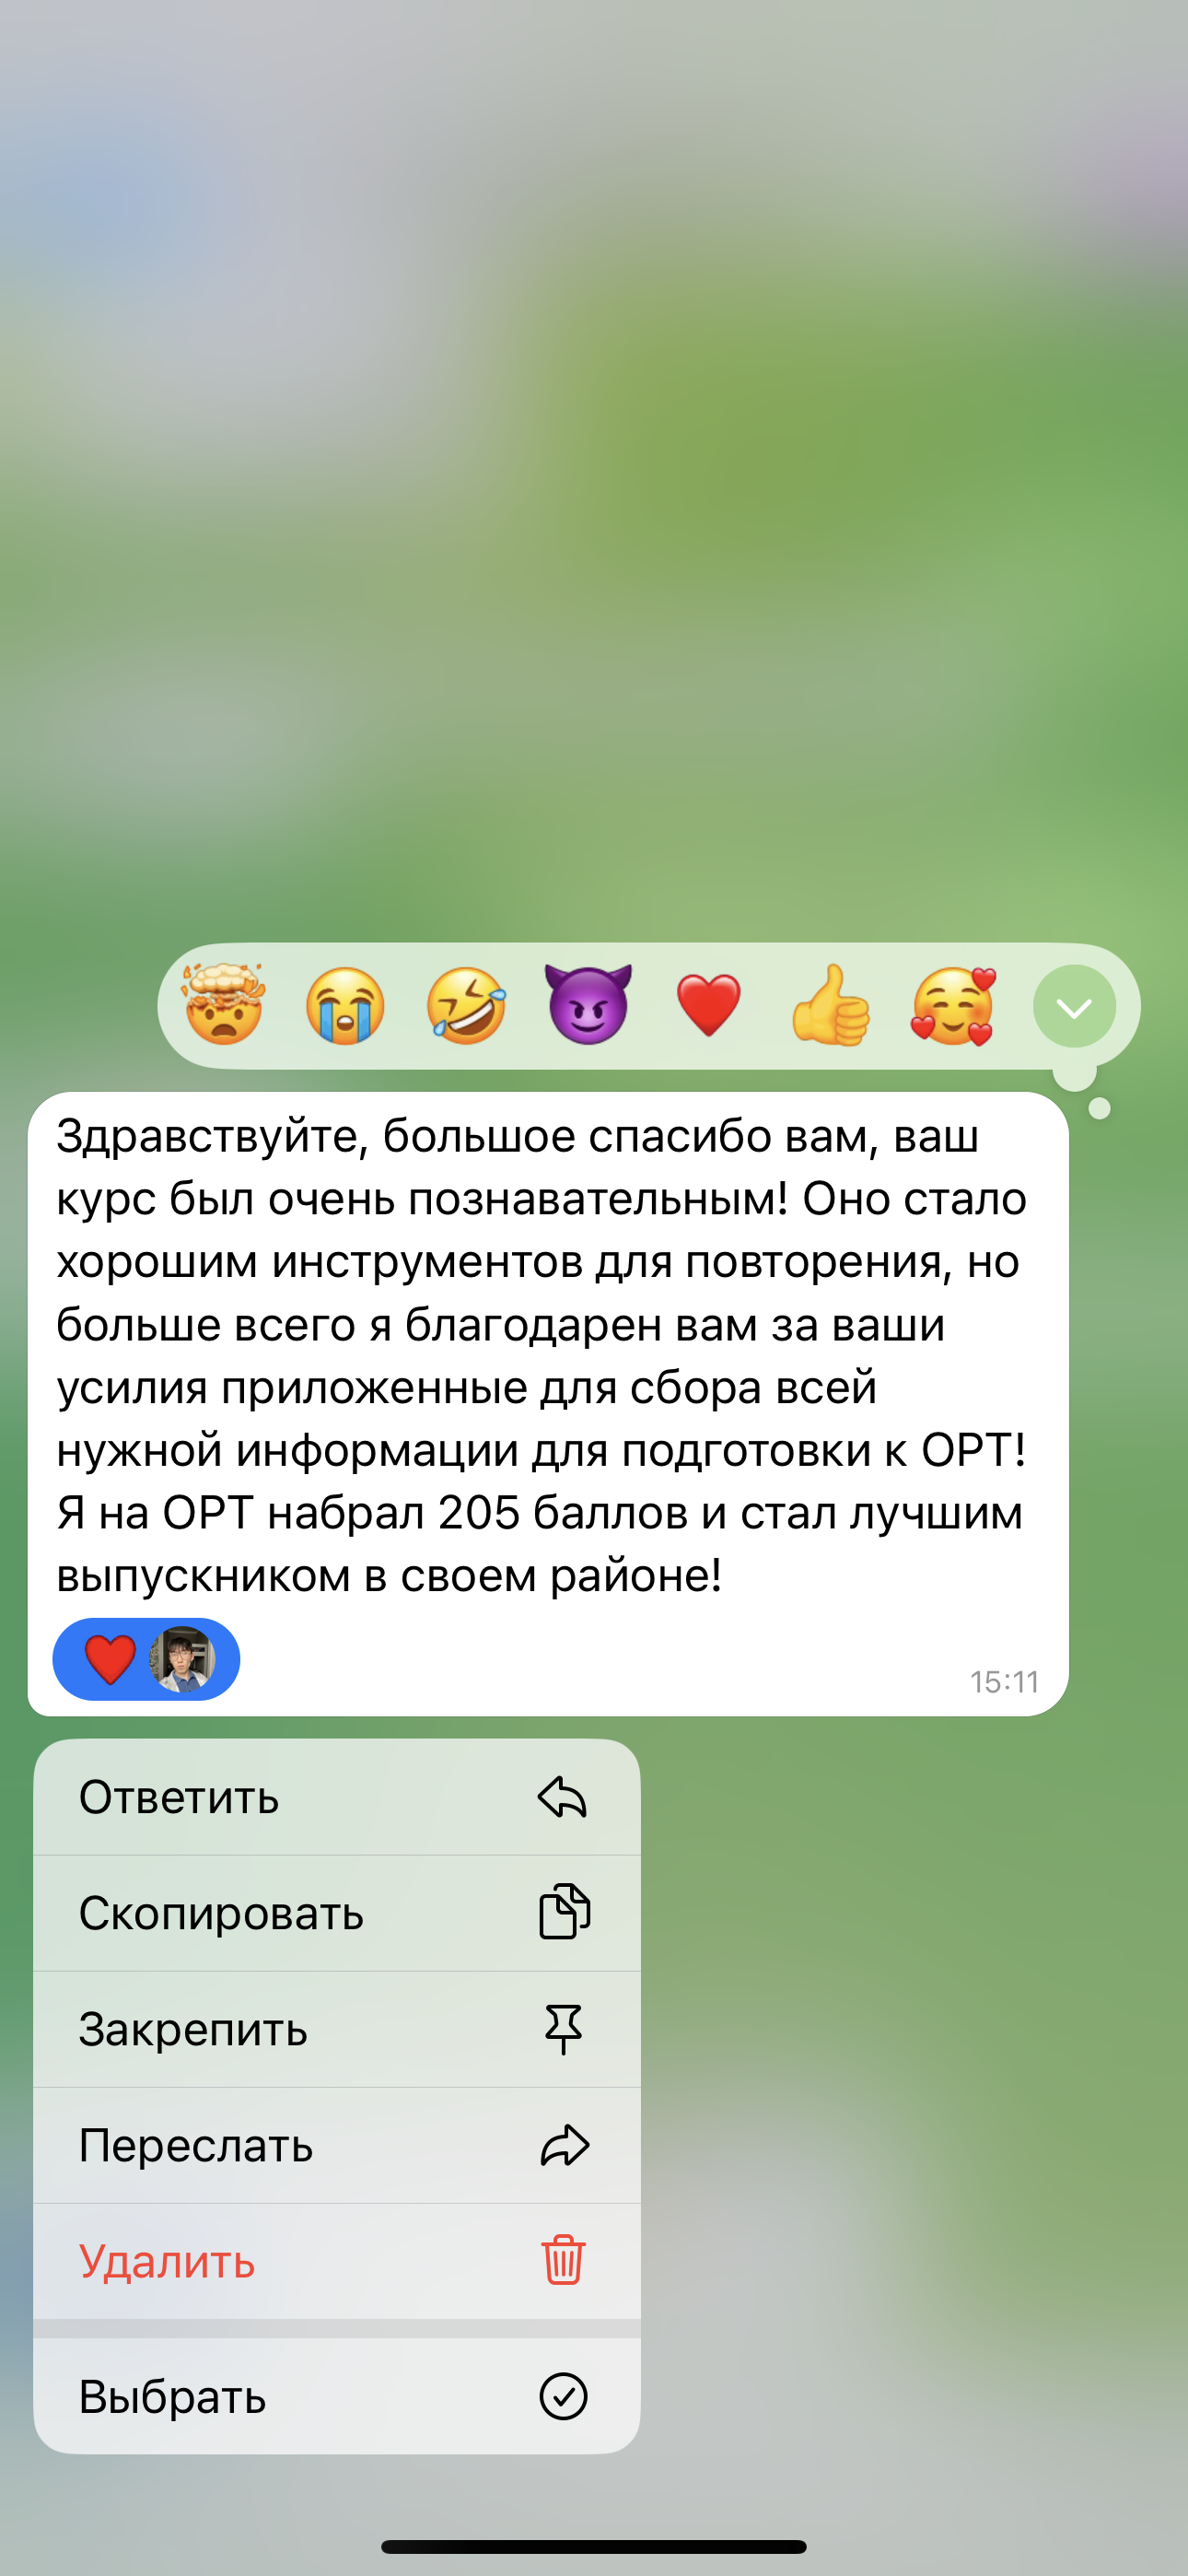 Здравствуйте, большое спасибо вам, ваш
курс был очень познавательным! Оно стало
хорошим инструментов для повторения, но
больше всего я благодарен вам за ваши
усилия приложенные для сбора всей
нужной информации для подготовки к ОРТ!
Я на ОРТ набрал 205 баллов и стал лучшим
выпускником в своем районе!
15:11
Ответить
Скопировать
Закрепить
Переслать
Удалить
Выбрать